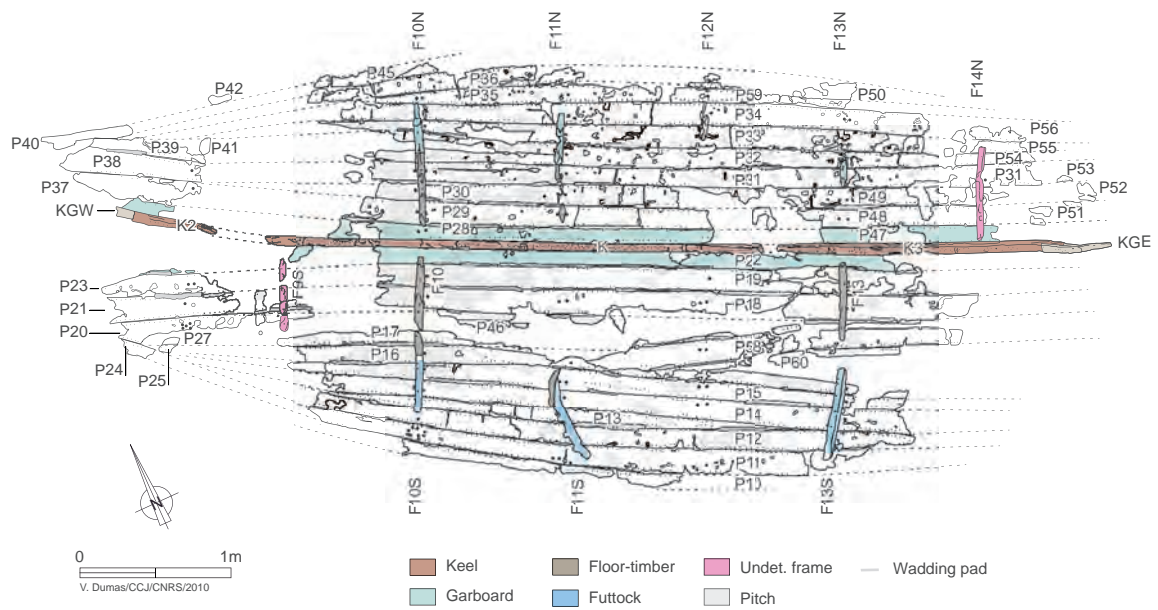 F10N
F11N
F12N
F13N
F14N
P45
P36
P35
P42
P59
P50
P34
P40
P39
P41
P33
P56
P55
P38
P32
P54
P31
P31
P53
P37
P30
P49
P52
KGW
P29
P48
P51
K2
P28
P47
K
K3
KGE
P22
P23
F9S
F10
P19
F13
P21
P18
P20
P27
P17
P46
P58
P24
P25
P16
P60
P15
P13
P14
P12
P11
P10
F10S
F11S
F13S
N
0 1m
V. Dumas/CCJ/CNRS/2010
Keel Floor-timber Undet. frame Wadding pad
Garboard Futtock Pitch